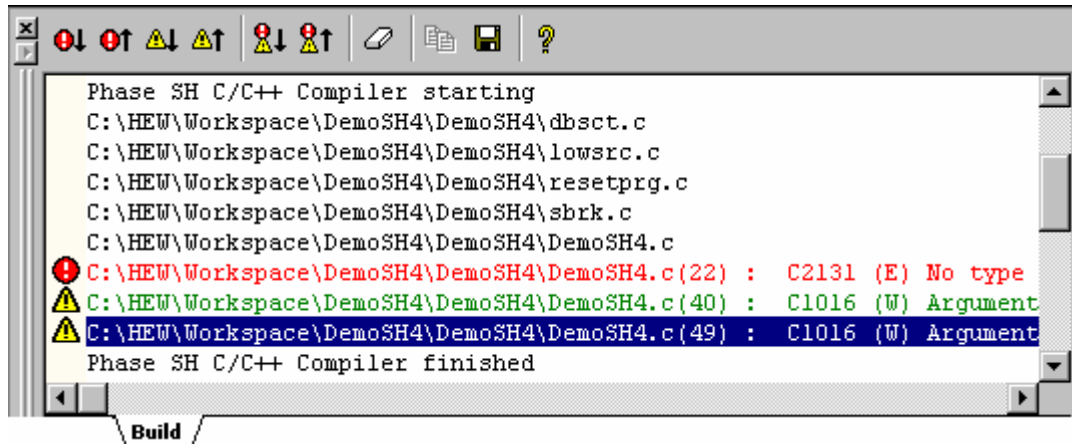 Phase SH C/C++ Compiler starting
C:\HEW\Workspace\DemoSH4\DemoSH4\dbsct.c
C:\HEW\Workspace\DemoSH4\DemoSH4\lowsrc.c
C:\HEW\Workspace\DemoSH4\DemoSH4\resetprg.c
C:\HEW\Workspace\DemoSH4\DemoSH4\sbrk.c
C:\HEW\Workspace\DemoSH4\DemoSH4\DemoSH4.c
C:\HEW\Workspace\DemoSH4\DemoSH4\DemoSH4.c(22) : C2131 (E) No type
C:\HEW\Workspace\DemoSH4\DemoSH4\DemoSH4.c(40) : C1016 (W) Argument
C:\HEW\Workspace\DemoSH4\DemoSH4\DemoSH4.c(49) : C1016 (W) Argument
Phase SH C/C++ Compiler finished
Build